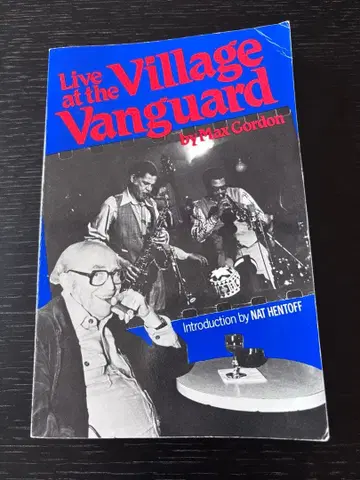 Live
at the Village
Vanguard
by Max Gordon
Introduction by NAT HENTOFF